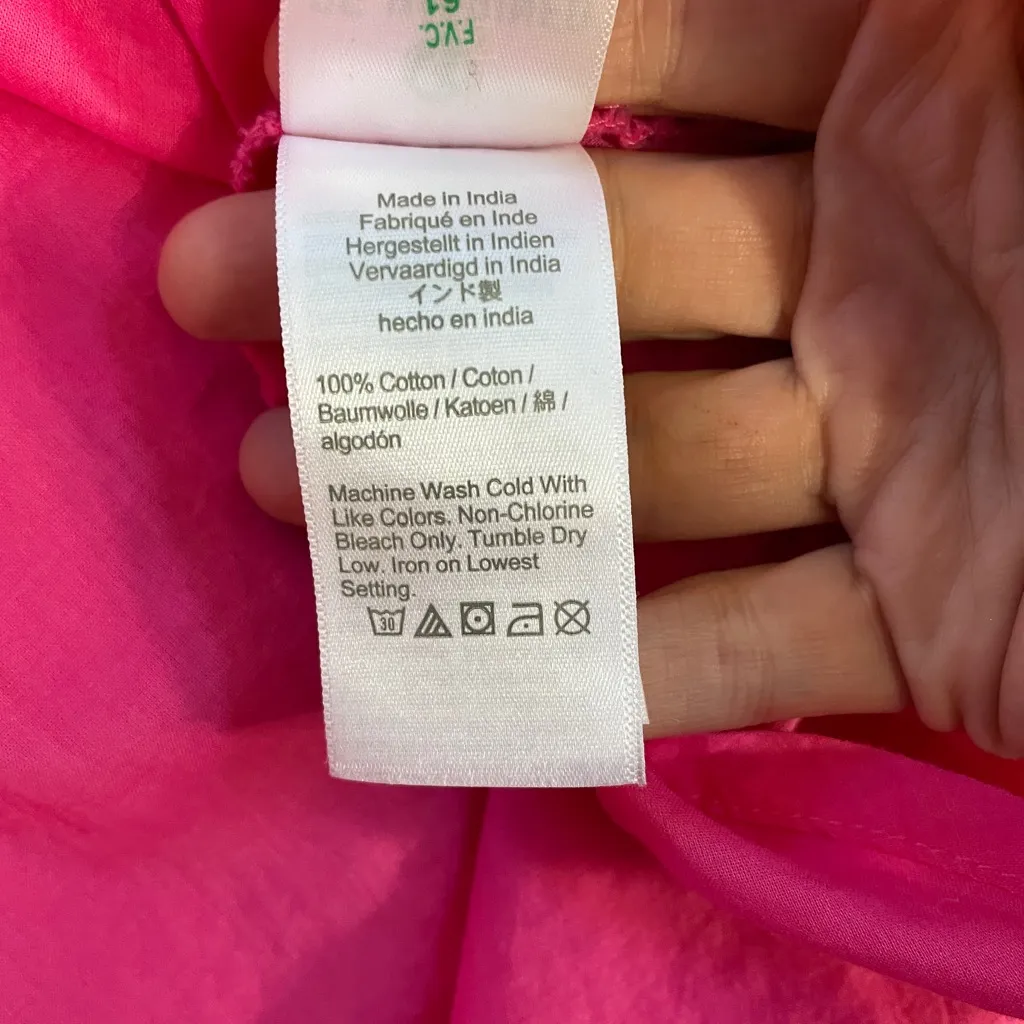 61
F.V.C.
Made in India
Fabriqué en Inde
Hergestellt in Indien
Vervaardigd in India
インド製
hecho en india
100% Cotton / Coton /
Baumwolle / Katoen / 綿 /
algodón
Machine Wash Cold With
Like Colors. Non-Chlorine
Bleach Only. Tumble Dry
Low. Iron on Lowest
Setting.
30